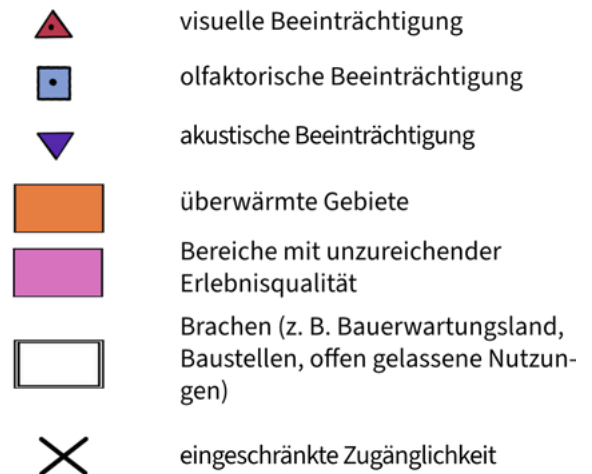 visuelle Beeinträchtigung
olfaktorische Beeinträchtigung
akustische Beeinträchtigung
überwärmte Gebiete
Bereiche mit unzureichender
Erlebnisqualität
Brachen (z. B. Bauerwartungsland,
Baustellen, offen gelassene Nutzun-
gen)
eingeschränkte Zugänglichkeit